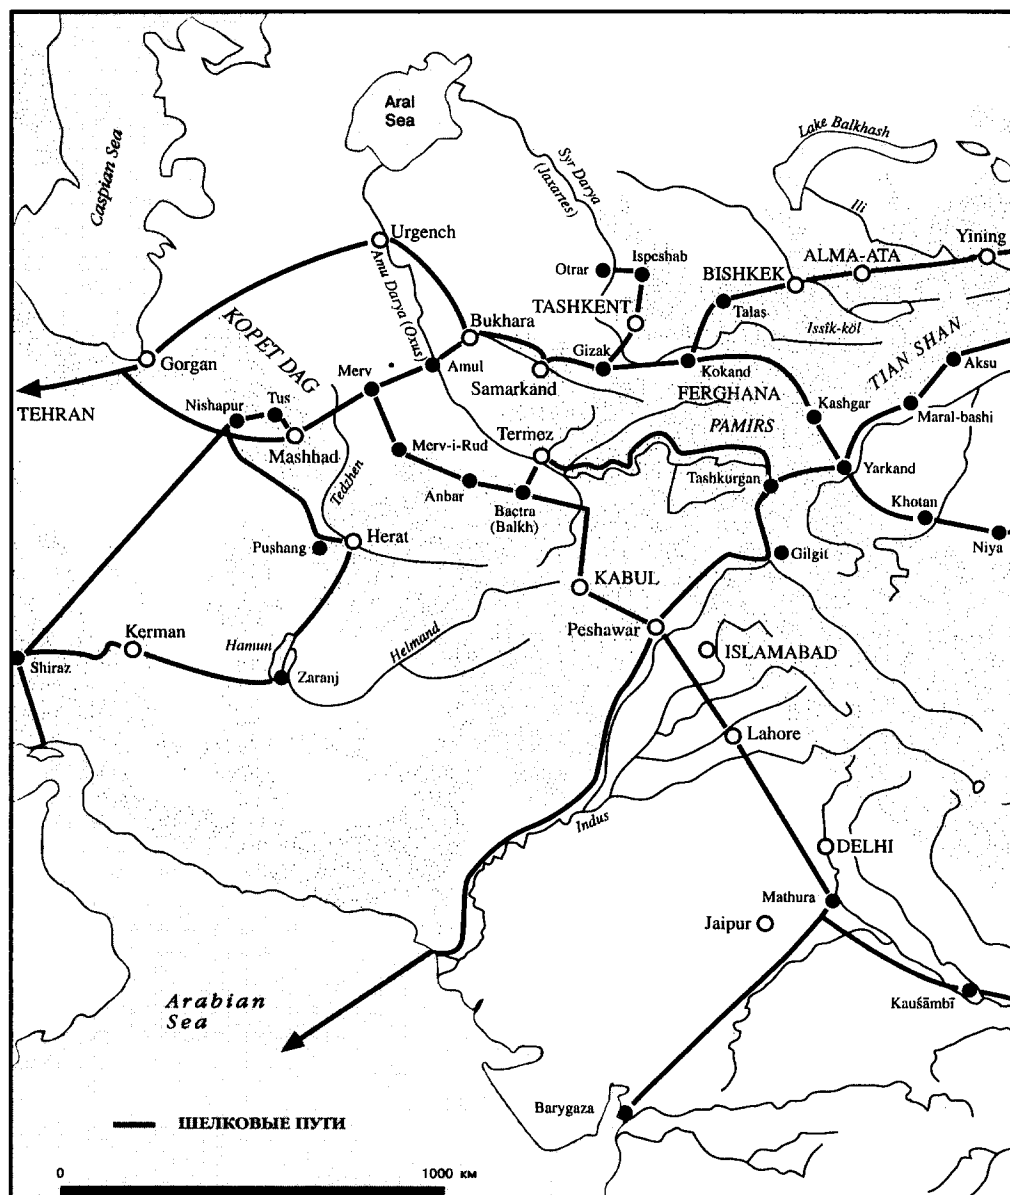 Aral
Sea
Lake Balkhash
Caspian Sea
Syr Darya
(Jaxartes)
Ili
Urgench
Yining
Amu Darya (Oxus)
Ispeshab
Otrar
ALMA-ATA
BISHKEK
TASHKENT
Talas
Issîk-köl
KOPET DAG
Bukhara
Gorgan
Merv
Amul
Gizak
Kokand
TIAN SHAN
Aksu
Samarkand
FERGHANA
TEHRAN
Nishapur
Tus
Kashgar
Maral-bashi
PAMIRS
Mashhad
Merv-i-Rud
Termez
Tedzhen
Yarkand
Tashkurgan
Anbar
Bactra
(Balkh)
Khotan
Herat
Pushang
Gilgit
Niya
KABUL
Kerman
Peshawar
Hamun
Helmand
ISLAMABAD
Shiraz
Zaranj
Lahore
Indus
DELHI
Mathura
Jaipur
Arabian
Sea
Kauśāmbī
Barygaza
ШЕЛКОВЫЕ ПУТИ
0
1000 км